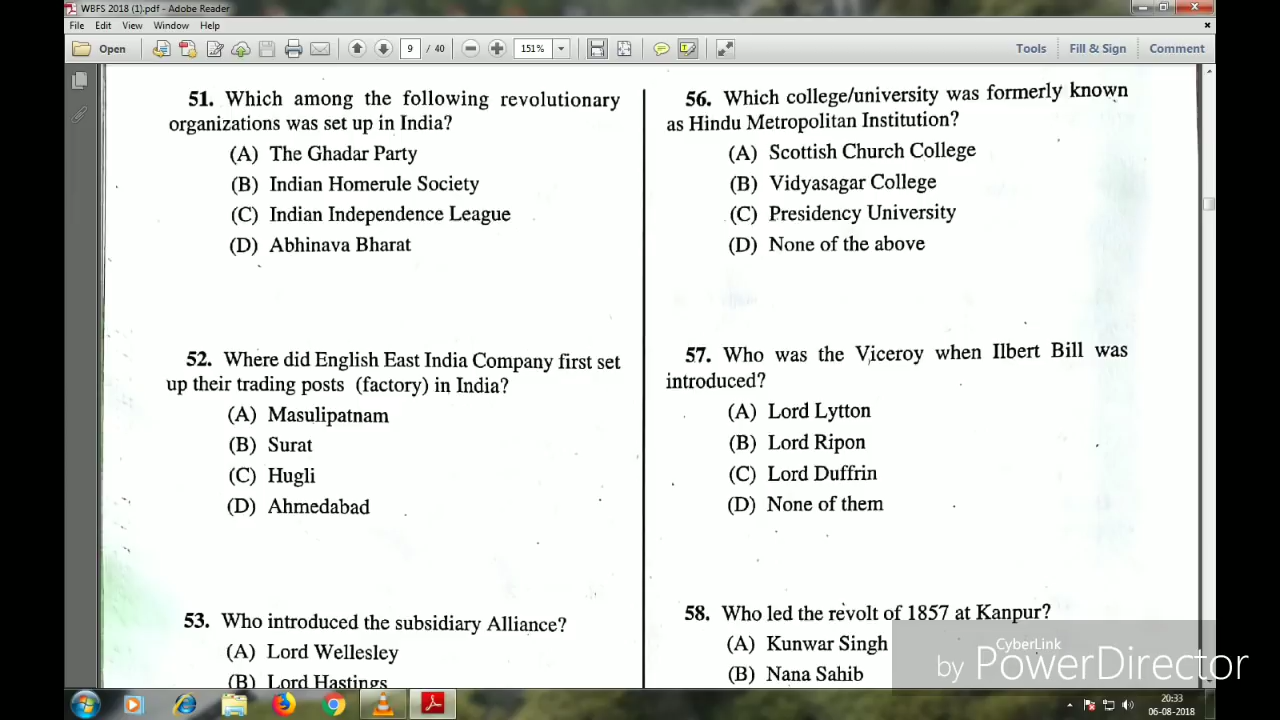 WBFS 2018 (1).pdf - Adobe Reader
File Edit View Window Help
Open 9 / 40 151% Tools Fill & Sign Comment
51. Which among the following revolutionary
organizations was set up in India?
(A) The Ghadar Party
(B) Indian Homerule Society
(C) Indian Independence League
(D) Abhinava Bharat
52. Where did English East India Company first set
up their trading posts (factory) in India?
(A) Masulipatnam
(B) Surat
(C) Hugli
(D) Ahmedabad
53. Who introduced the subsidiary Alliance?
(A) Lord Wellesley
(B) Lord Hastings
56. Which college/university was formerly known
as Hindu Metropolitan Institution?
(A) Scottish Church College
(B) Vidyasagar College
(C) Presidency University
(D) None of the above
57. Who was the Viceroy when Ilbert Bill was
introduced?
(A) Lord Lytton
(B) Lord Ripon
(C) Lord Duffrin
(D) None of them
58. Who led the revolt of 1857 at Kanpur?
(A) Kunwar Singh
(B) Nana Sahib
CyberLink
by PowerDirector
20:33
06-08-2018